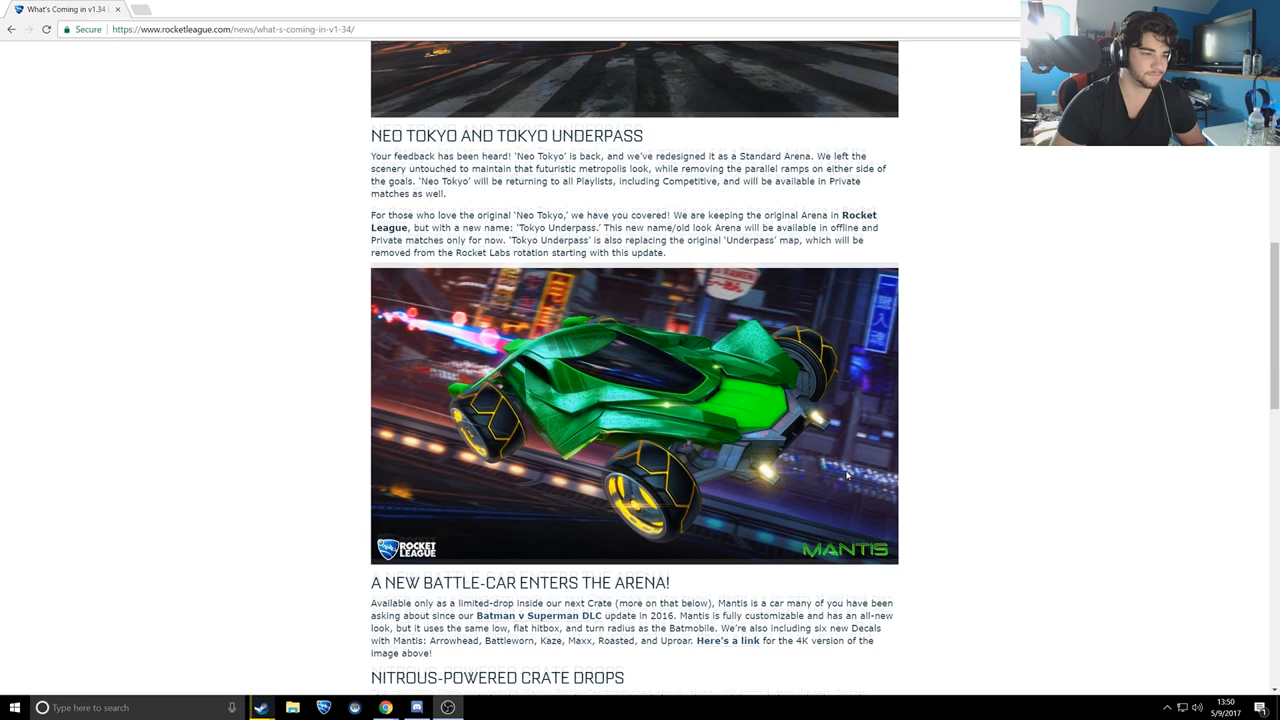 What's Coming in v1.34
Secure
https://www.rocketleague.com/news/what-s-coming-in-v1-34/
NEO TOKYO AND TOKYO UNDERPASS
Your feedback has been heard! 'Neo Tokyo' is back, and we've redesigned it as a Standard Arena. We left the
scenery untouched to maintain that futuristic metropolis look, while removing the parallel ramps on either side of
the goals. 'Neo Tokyo' will be returning to all Playlists, including Competitive, and will be available in Private
matches as well.
For those who love the original 'Neo Tokyo,' we have you covered! We are keeping the original Arena in Rocket
League, but with a new name: 'Tokyo Underpass.' This new name/old look Arena will be available in offline and
Private matches only for now. 'Tokyo Underpass' is also replacing the original 'Underpass' map, which will be
removed from the Rocket Labs rotation starting with this update.
ROCKET
LEAGUE
MANTIS
A NEW BATTLE-CAR ENTERS THE ARENA!
Available only as a limited-drop inside our next Crate (more on that below), Mantis is a car many of you have been
asking about since our Batman v Superman DLC update in 2016. Mantis is fully customizable and has an all-new
look, but it uses the same low, flat hitbox, and turn radius as the Batmobile. We're also including six new Decals
with Mantis: Arrowhead, Battleworn, Kaze, Maxx, Roasted, and Uproar. Here's a link for the 4K version of the
image above!
NITROUS-POWERED CRATE DROPS
Type here to search
13:50
5/9/2017